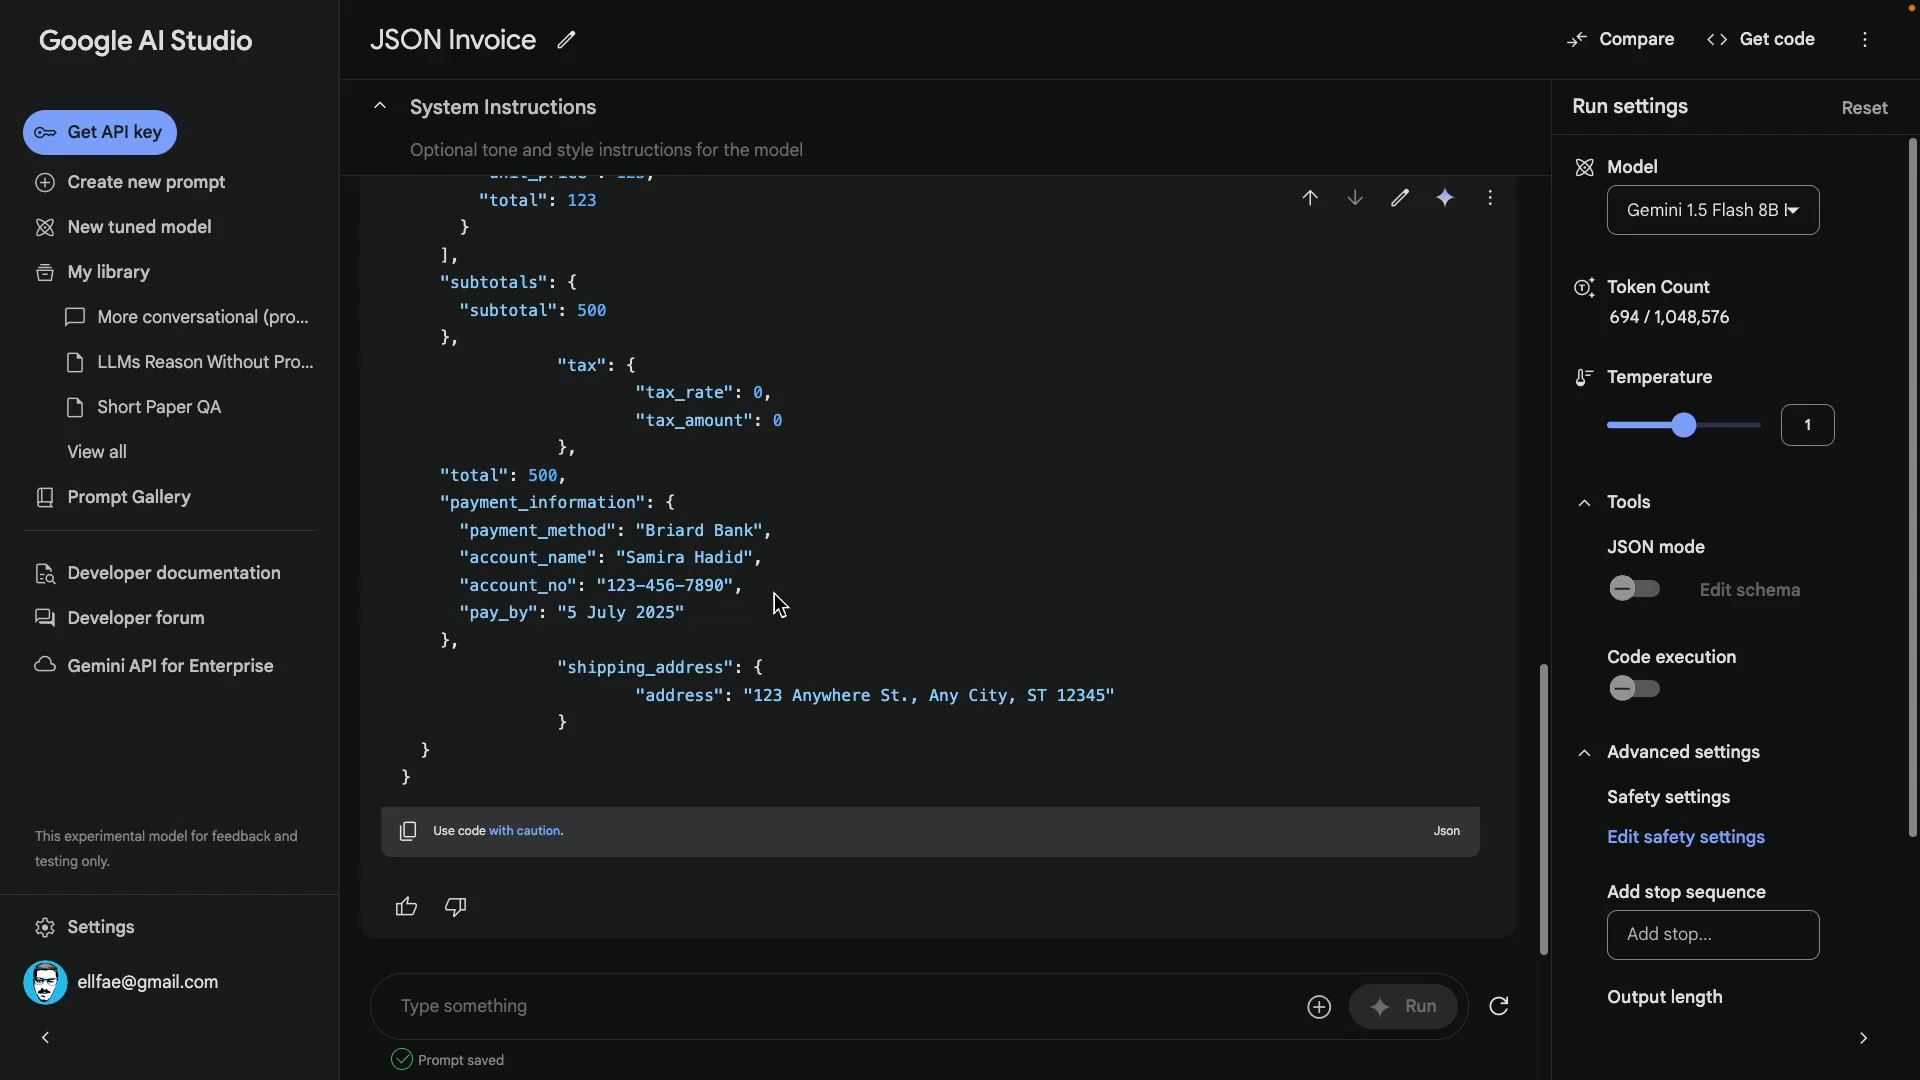 Google AI Studio
Get API key
Create new prompt
New tuned model
My library
More conversational (pro...
LLMs Reason Without Pro...
Short Paper QA
View all
Prompt Gallery
Developer documentation
Developer forum
Gemini API for Enterprise
This experimental model for feedback and
testing only.
Settings
ellfae@gmail.com
JSON Invoice
Compare
<> Get code
System Instructions
Optional tone and style instructions for the model
"total": 123
}
],
"subtotals": {
"subtotal": 500
},
"tax": {
"tax_rate": 0,
"tax_amount": 0
},
"total": 500,
"payment_information": {
"payment_method": "Briard Bank",
"account_name": "Samira Hadid",
"account_no": "123-456-7890",
"pay_by": "5 July 2025"
},
"shipping_address": {
"address": "123 Anywhere St., Any City, ST 12345"
}
}
}
Use code with caution.
Json
Type something
Run
Prompt saved
Run settings
Reset
Model
Gemini 1.5 Flash 8B
Token Count
694 / 1,048,576
Temperature
1
Tools
JSON mode
Edit schema
Code execution
Advanced settings
Safety settings
Edit safety settings
Add stop sequence
Add stop...
Output length